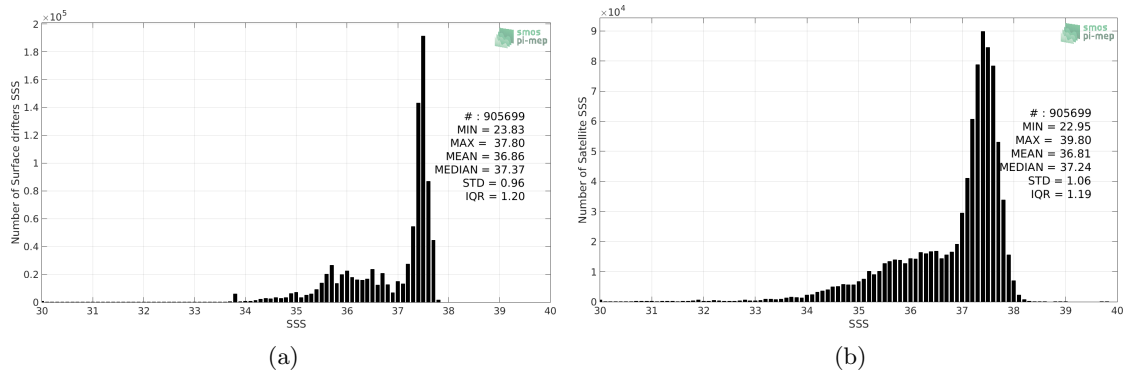 ×10^5
2
1.8
1.6
1.4
1.2
1
0.8
0.6
0.4
0.2
0
Number of Surface drifters SSS
smos
pi-mep
# : 905699
MIN = 23.83
MAX = 37.80
MEAN = 36.86
MEDIAN = 37.37
STD = 0.96
IQR = 1.20
30 31 32 33 34 35 36 37 38 39 40
SSS
(a)
×10^4
9
8
7
6
5
4
3
2
1
0
Number of Satellite SSS
smos
pi-mep
# : 905699
MIN = 22.95
MAX = 39.80
MEAN = 36.81
MEDIAN = 37.24
STD = 1.06
IQR = 1.19
30 31 32 33 34 35 36 37 38 39 40
SSS
(b)